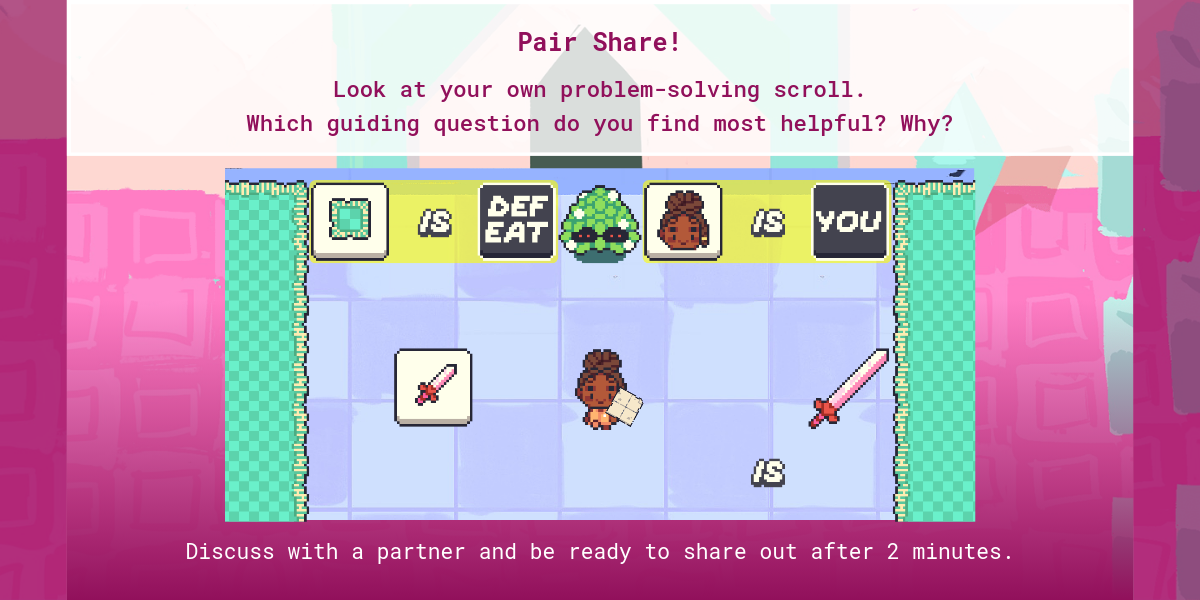 Pair Share!
Look at your own problem-solving scroll.
Which guiding question do you find most helpful? Why?
IS DEF EAT IS YOU
IS
Discuss with a partner and be ready to share out after 2 minutes.